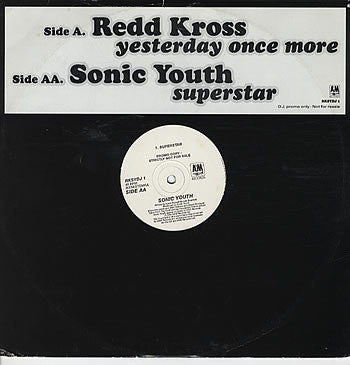 Side A. Redd Kross
yesterday once more
Side AA. Sonic Youth
superstar
A&M
RKSYDJ 1
D.J. promo only · Not for resale
1. SUPERSTAR
PROMO COPY -
STRICTLY NOT FOR SALE
A&M
RECORDS
RKSYDJ 1
SIDE AA
SONIC YOUTH